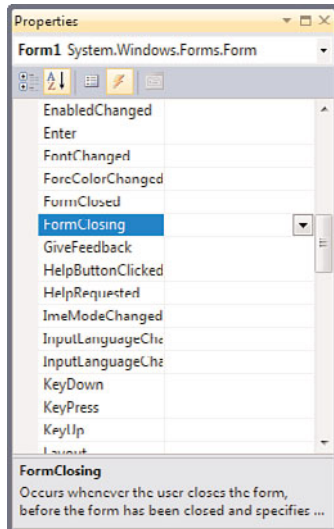 Properties
Form1 System.Windows.Forms.Form
EnabledChanged
Enter
FontChanged
ForeColorChanged
FormClosed
FormClosing
GiveFeedback
HelpButtonClicked
HelpRequested
ImeModeChanged
InputLanguageCha
InputLanguageCha
KeyDown
KeyPress
KeyUp
Layout
FormClosing
Occurs whenever the user closes the form,
before the form has been closed and specifies ...